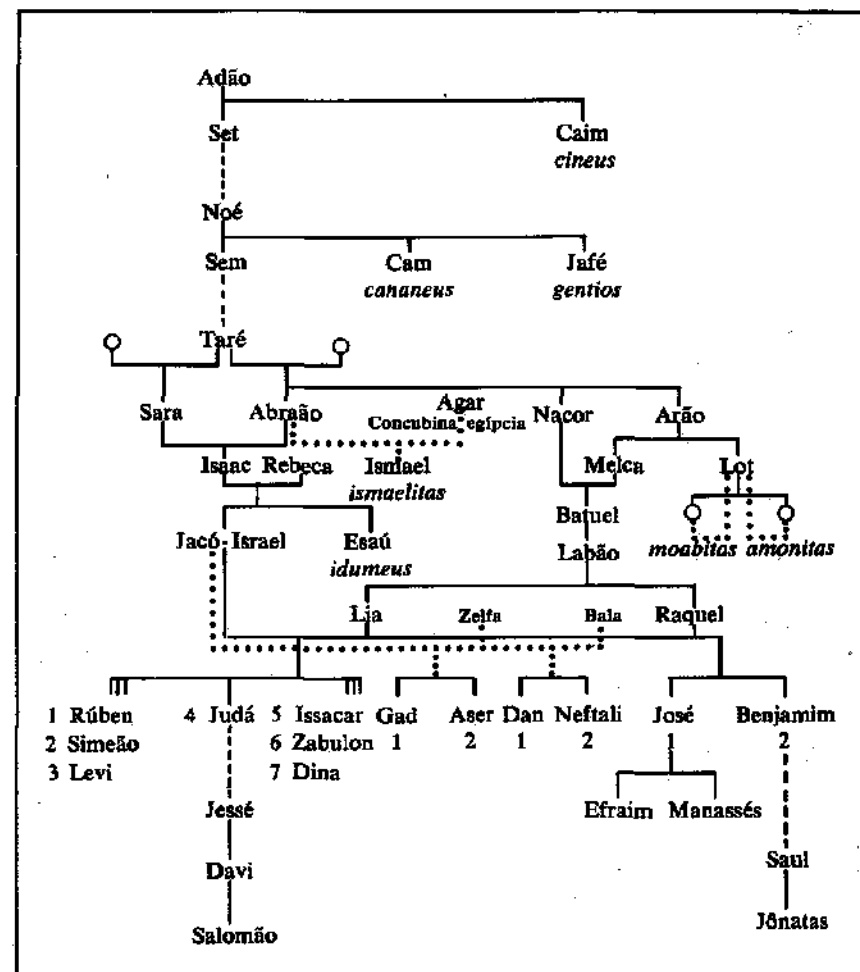 Adão
Set Caim
cineus
Noé
Sem Cam Jafé
cananeus gentios
Taré
Sara Abraão Agar Nacor Arão
Concubina egípcia
Isaac Rebeca Ismael Melca Lot
ismaelitas
Batuel
Jacó-Israel Esaú Labão moabitas amonitas
idumeus
Lia Zelfa Bala Raquel
1 Rúben 4 Judá 5 Issacar Gad Aser Dan Neftali José Benjamim
2 Simeão 6 Zabulon 1 2 1 2 1 2
3 Levi 7 Dina
Jessé Efraim Manassés
Saul
Davi
Jônatas
Salomão